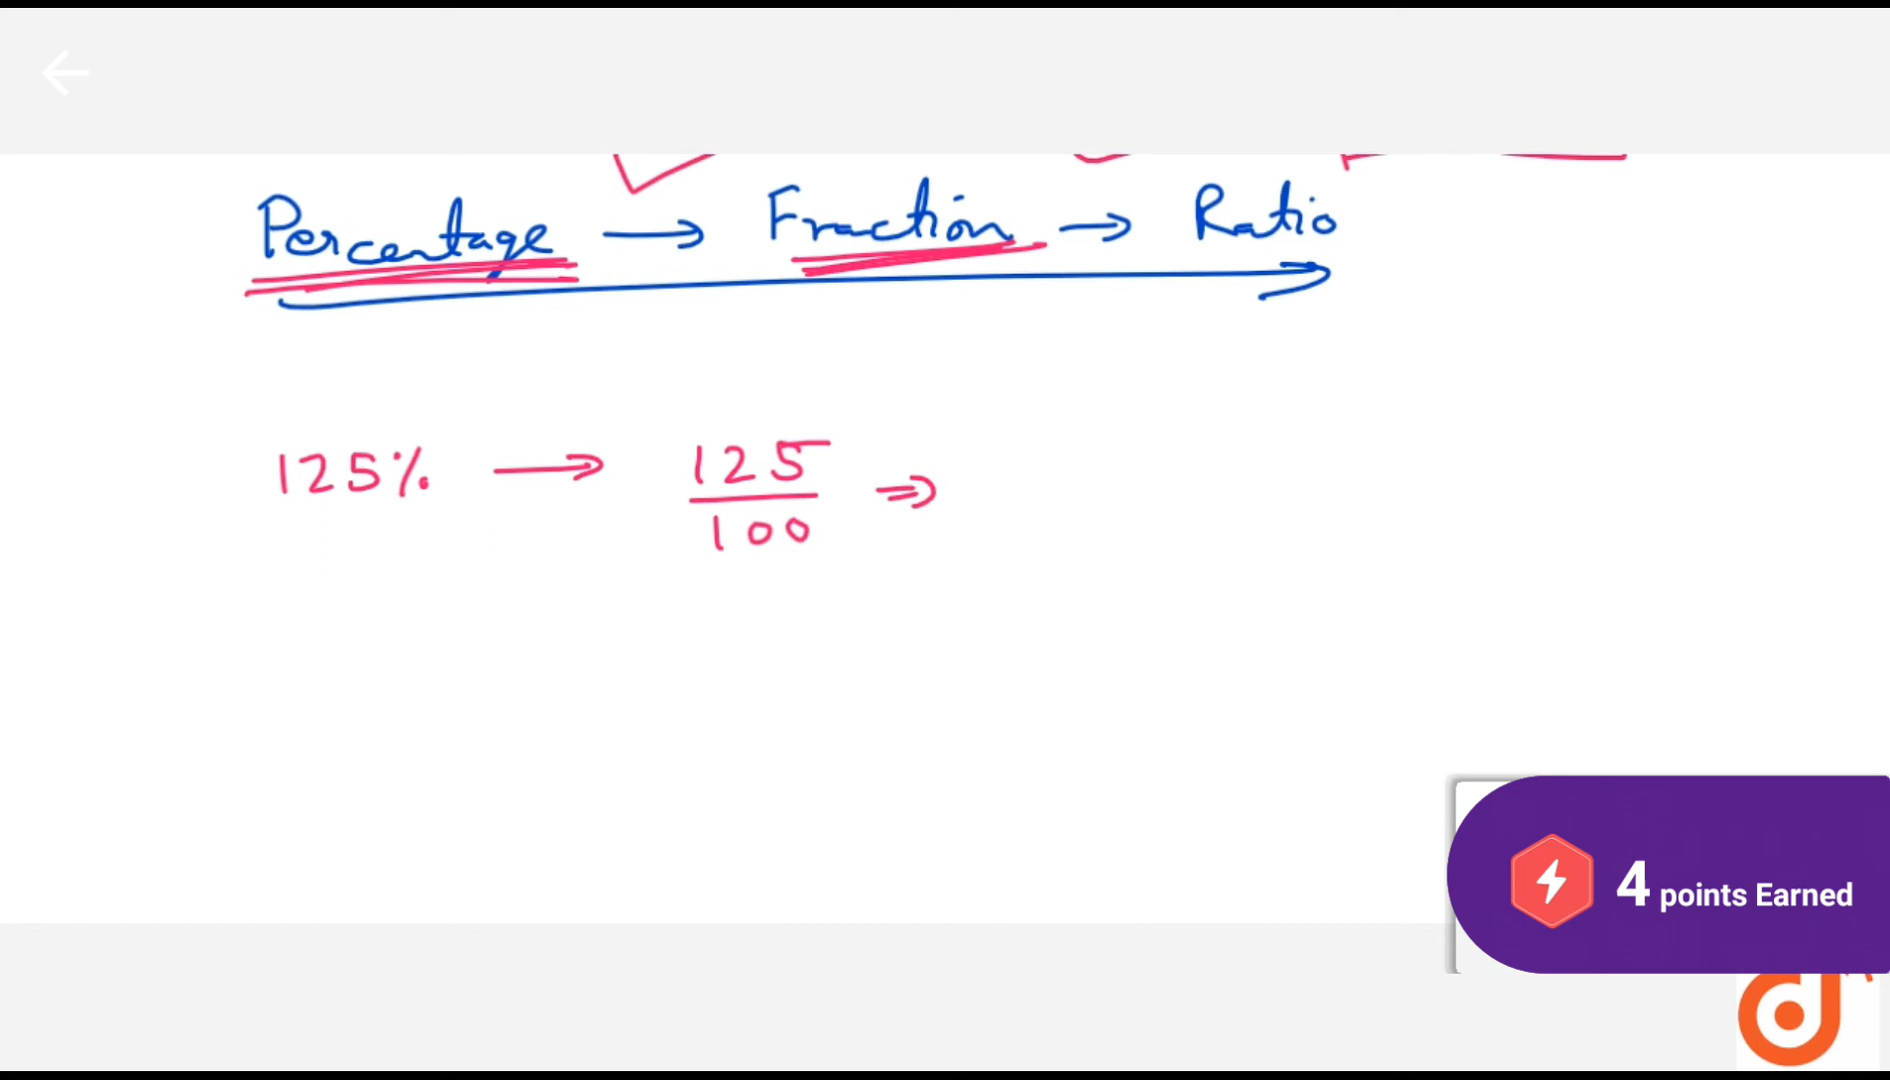 Percentage → Fraction → Ratio
125% → 125/100 ⇒
4 points Earned